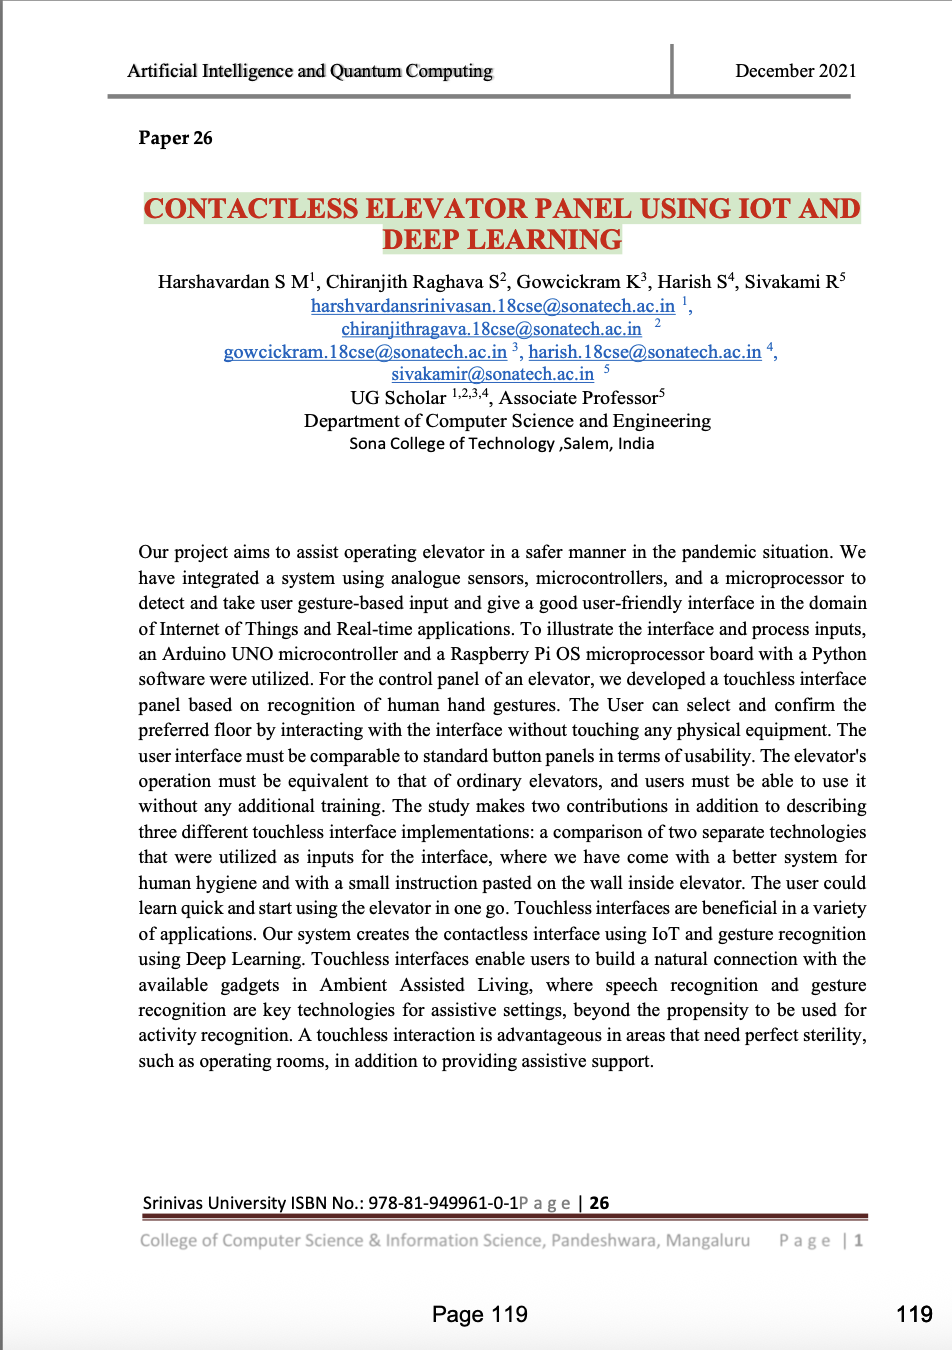 Artificial Intelligence and Quantum Computing December 2021
Paper 26
CONTACTLESS ELEVATOR PANEL USING IOT AND
DEEP LEARNING
Harshavardan S M¹, Chiranjith Raghava S², Gowcickram K³, Harish S⁴, Sivakami R⁵
harshvardansrinivasan.18cse@sonatech.ac.in ¹,
chiranjithragava.18cse@sonatech.ac.in ²
gowcickram.18cse@sonatech.ac.in ³, harish.18cse@sonatech.ac.in ⁴,
sivakamir@sonatech.ac.in ⁵
UG Scholar ¹,²,³,⁴, Associate Professor⁵
Department of Computer Science and Engineering
Sona College of Technology ,Salem, India
Our project aims to assist operating elevator in a safer manner in the pandemic situation. We
have integrated a system using analogue sensors, microcontrollers, and a microprocessor to
detect and take user gesture-based input and give a good user-friendly interface in the domain
of Internet of Things and Real-time applications. To illustrate the interface and process inputs,
an Arduino UNO microcontroller and a Raspberry Pi OS microprocessor board with a Python
software were utilized. For the control panel of an elevator, we developed a touchless interface
panel based on recognition of human hand gestures. The User can select and confirm the
preferred floor by interacting with the interface without touching any physical equipment. The
user interface must be comparable to standard button panels in terms of usability. The elevator's
operation must be equivalent to that of ordinary elevators, and users must be able to use it
without any additional training. The study makes two contributions in addition to describing
three different touchless interface implementations: a comparison of two separate technologies
that were utilized as inputs for the interface, where we have come with a better system for
human hygiene and with a small instruction pasted on the wall inside elevator. The user could
learn quick and start using the elevator in one go. Touchless interfaces are beneficial in a variety
of applications. Our system creates the contactless interface using IoT and gesture recognition
using Deep Learning. Touchless interfaces enable users to build a natural connection with the
available gadgets in Ambient Assisted Living, where speech recognition and gesture
recognition are key technologies for assistive settings, beyond the propensity to be used for
activity recognition. A touchless interaction is advantageous in areas that need perfect sterility,
such as operating rooms, in addition to providing assistive support.
Srinivas University ISBN No.: 978-81-949961-0-1P a g e | 26
College of Computer Science & Information Science, Pandeshwara, Mangaluru P a g e | 1
Page 119 119